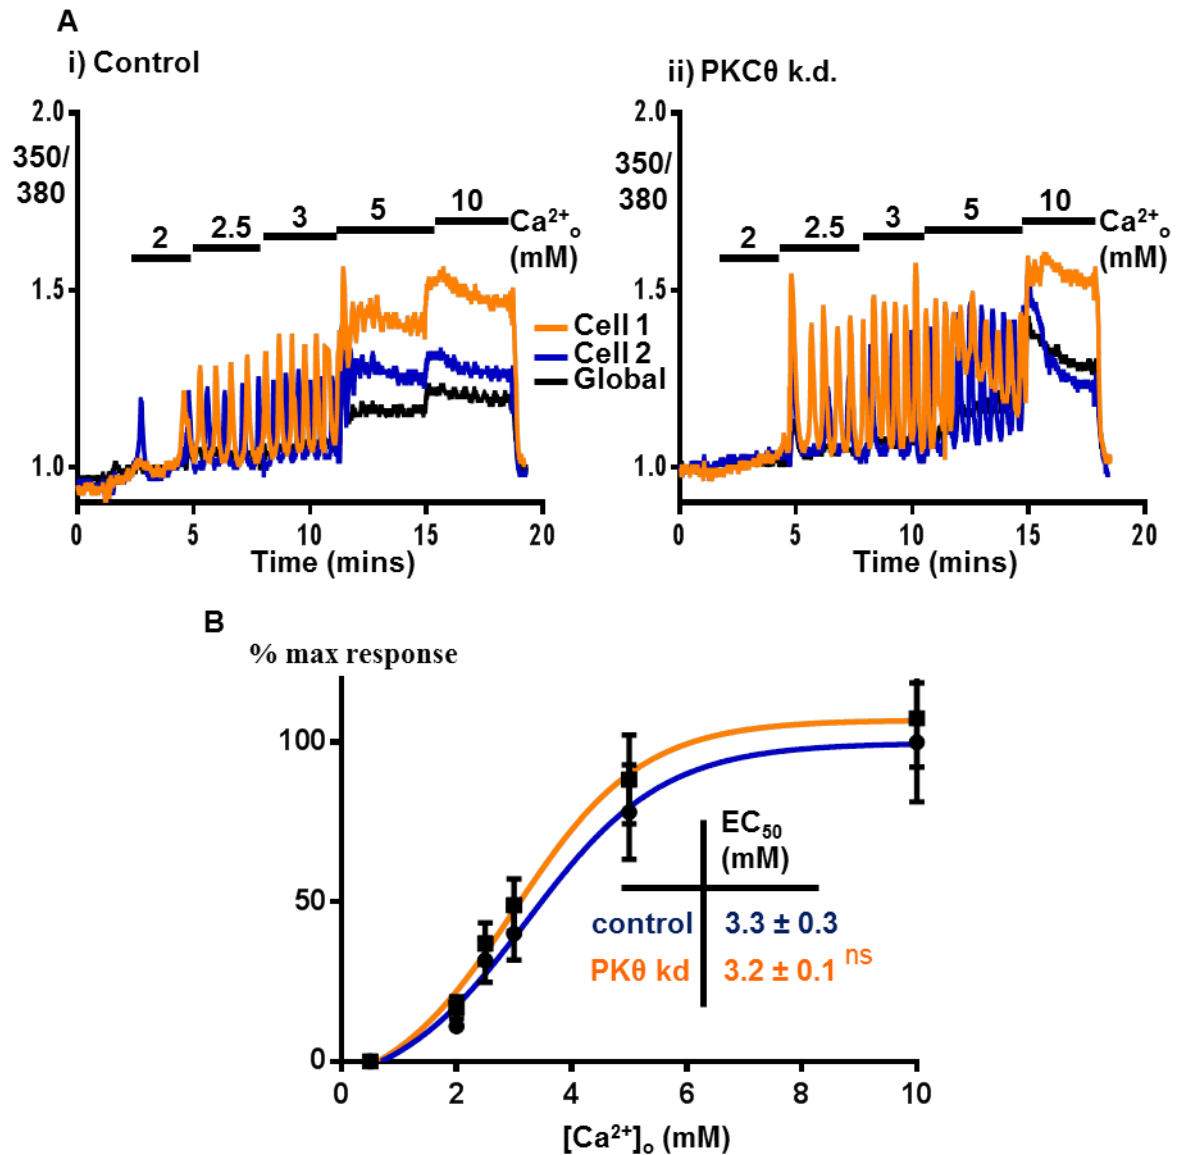 A
i) Control
ii) PKCθ k.d.
2.0
350/
380
1.5
1.0
2
2.5
3
5
10
Ca²⁺ₒ
(mM)
Cell 1
Cell 2
Global
0
5
10
15
20
Time (mins)
2.0
350/
380
1.5
1.0
2
2.5
3
5
10
Ca²⁺ₒ
(mM)
0
5
10
15
20
Time (mins)
B
% max response
100
50
0
EC₅₀
(mM)
control 3.3 ± 0.3
PKθ kd 3.2 ± 0.1 ns
0 2 4 6 8 10
[Ca²⁺]ₒ (mM)